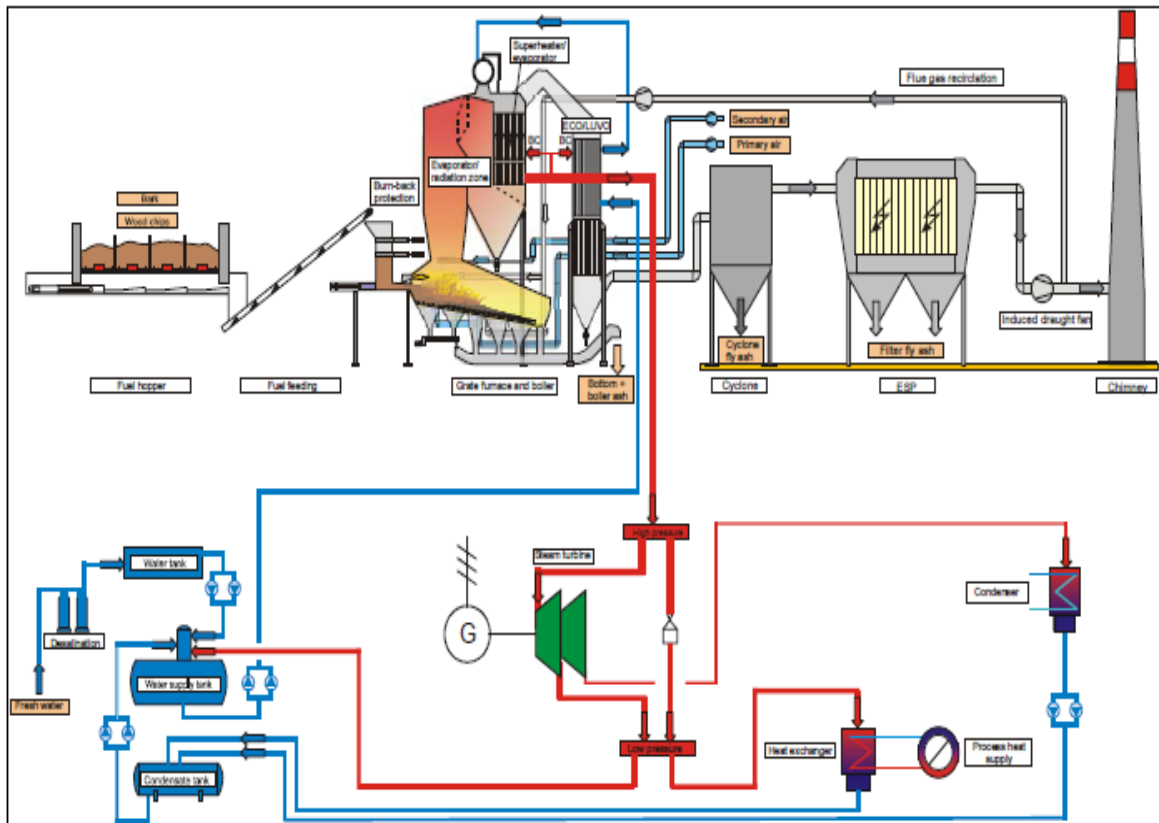 Superheater/
evaporator
Flue gas recirclation
ECO/LUVO
Secondary air
Primary air
BC
BC
Evaporator/
radiation zone
Burn-back
protection
Bark
Wood chips
Induced draught fan
Cyclone
fly ash
Filter fly ash
Fuel hopper
Fuel feeding
Grate furnace and boiler
Bottom +
boiler ash
Cyclone
ESP
Chimney
High pressure
Steam turbine
Water tank
G
Condenser
Desalination
Water supply tank
Fresh water
Low pressure
Heat exchanger
Process heat
supply
Condensate tank